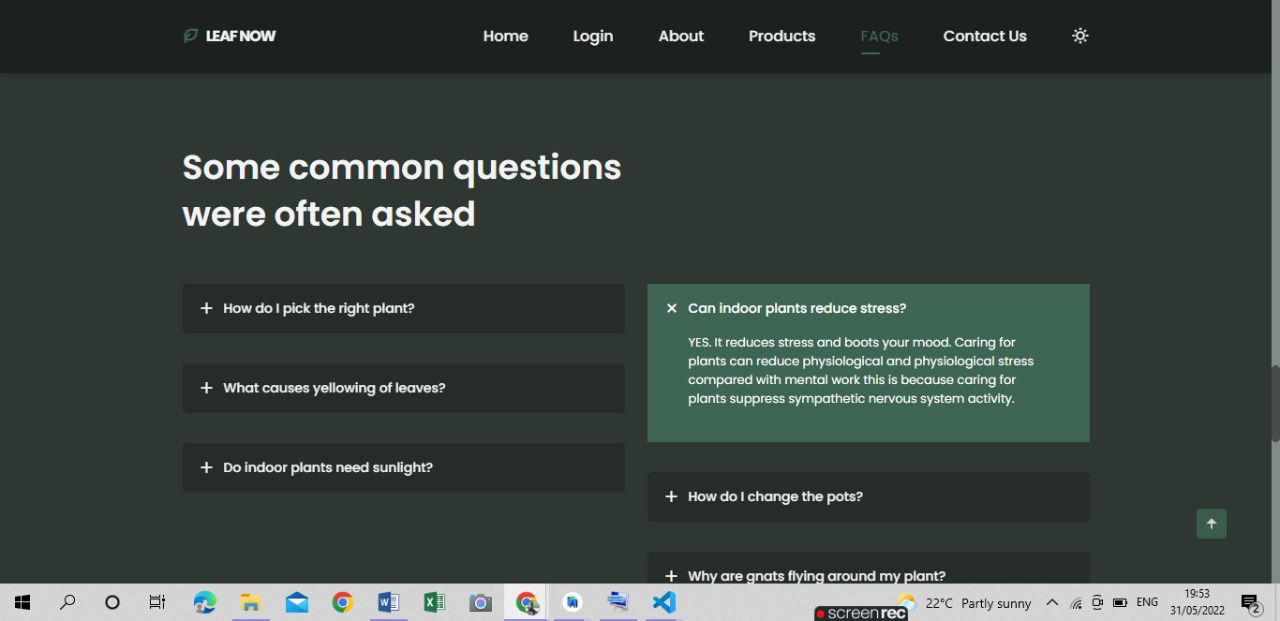 LEAF NOW
Home
Login
About
Products
FAQs
Contact Us
Some common questions
were often asked
+ How do I pick the right plant?
+ What causes yellowing of leaves?
+ Do indoor plants need sunlight?
× Can indoor plants reduce stress?
YES. It reduces stress and boots your mood. Caring for
plants can reduce physiological and physiological stress
compared with mental work this is because caring for
plants suppress sympathetic nervous system activity.
+ How do I change the pots?
+ Why are gnats flying around my plant?
screenrec
22°C Partly sunny
ENG
19:53
31/05/2022
2